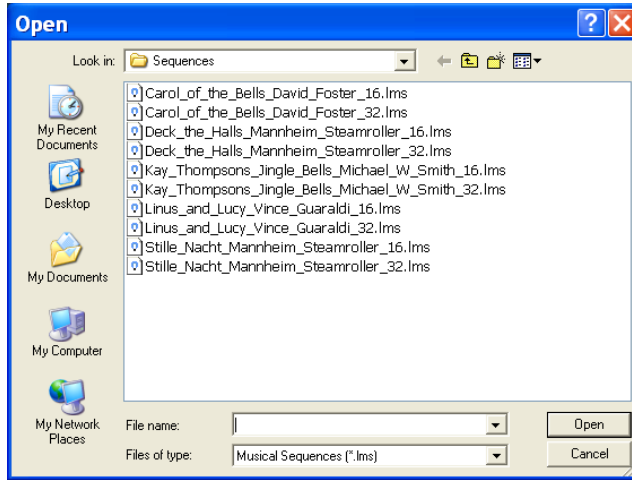 Open
Look in: Sequences
My Recent
Documents
Desktop
My Documents
My Computer
My Network
Places
Carol_of_the_Bells_David_Foster_16.lms
Carol_of_the_Bells_David_Foster_32.lms
Deck_the_Halls_Mannheim_Steamroller_16.lms
Deck_the_Halls_Mannheim_Steamroller_32.lms
Kay_Thompsons_Jingle_Bells_Michael_W_Smith_16.lms
Kay_Thompsons_Jingle_Bells_Michael_W_Smith_32.lms
Linus_and_Lucy_Vince_Guaraldi_16.lms
Linus_and_Lucy_Vince_Guaraldi_32.lms
Stille_Nacht_Mannheim_Steamroller_16.lms
Stille_Nacht_Mannheim_Steamroller_32.lms
File name: Open
Files of type: Musical Sequences (*.lms) Cancel